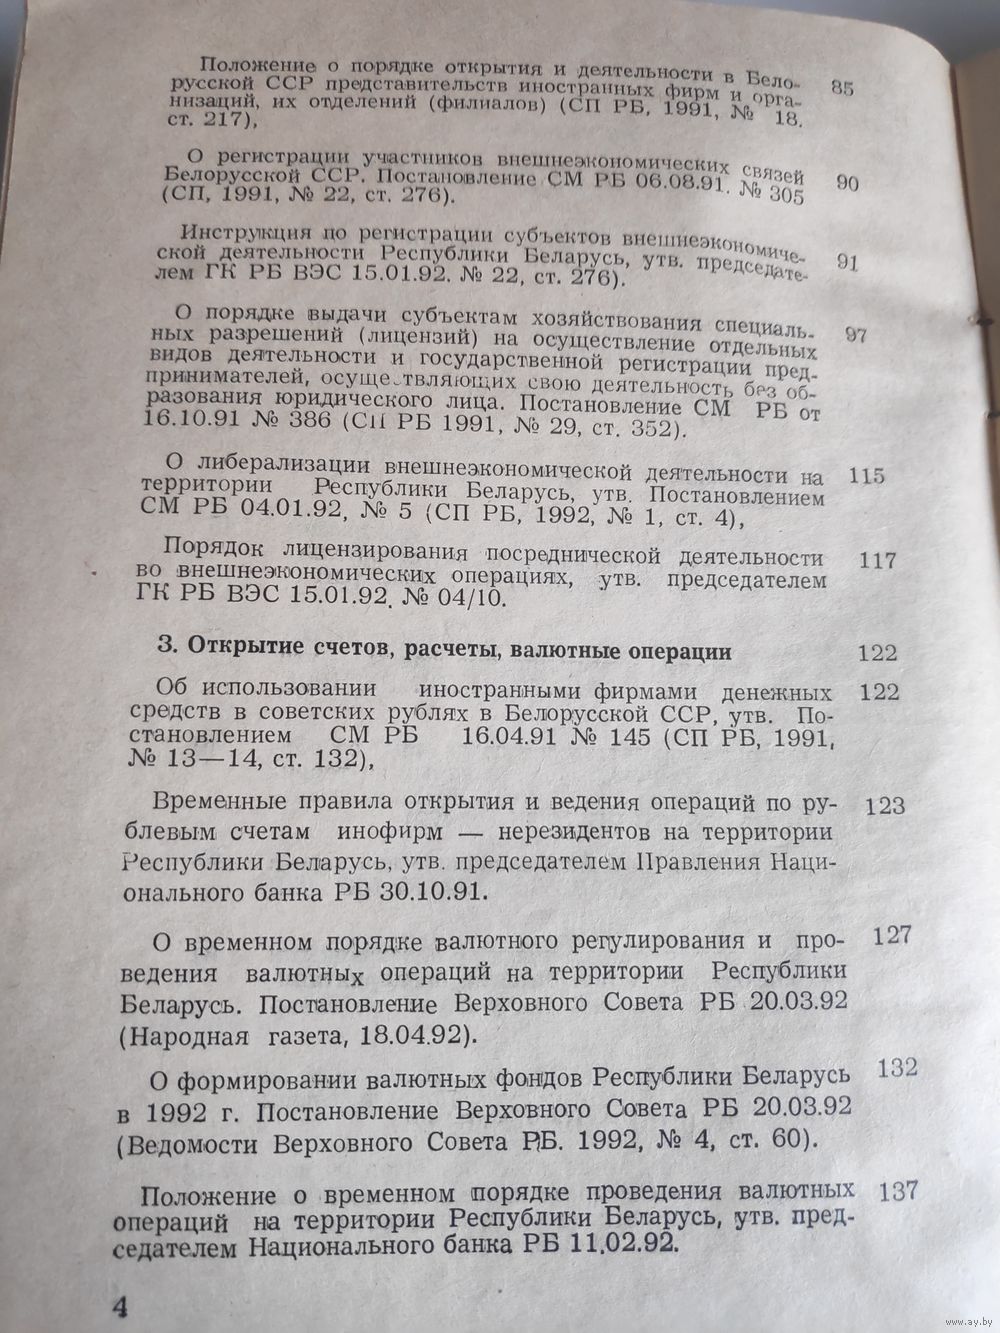 Положение о порядке открытия и деятельности в Бело-
русской ССР представительств иностранных фирм и орга-
низаций, их отделений (филиалов) (СП РБ, 1991, № 18,
ст. 217),
85
О регистрации участников внешнеэкономических связей
Белорусской ССР. Постановление СМ РБ 06.08.91. № 305
(СП, 1991, № 22, ст. 276).
90
Инструкция по регистрации субъектов внешнеэкономиче-
ской деятельности Республики Беларусь, утв. председате-
лем ГК РБ ВЭС 15.01.92. № 22, ст. 276).
91
О порядке выдачи субъектам хозяйствования специаль-
ных разрешений (лицензий) на осуществление отдельных
видов деятельности и государственной регистрации пред-
принимателей, осуществляющих свою деятельность без об-
разования юридического лица. Постановление СМ РБ от
16.10.91 № 386 (СП РБ 1991, № 29, ст. 352).
97
О либерализации внешнеэкономической деятельности на
территории Республики Беларусь, утв. Постановлением
СМ РБ 04.01.92, № 5 (СП РБ, 1992, № 1, ст. 4),
115
Порядок лицензирования посреднической деятельности
во внешнеэкономических операциях, утв. председателем
ГК РБ ВЭС 15.01.92. № 04/10.
117
3. Открытие счетов, расчеты, валютные операции
122
Об использовании иностранными фирмами денежных
средств в советских рублях в Белорусской ССР, утв. По-
становлением СМ РБ 16.04.91 № 145 (СП РБ, 1991,
№ 13—14, ст. 132),
122
Временные правила открытия и ведения операций по ру-
блевым счетам инофирм — нерезидентов на территории
Республики Беларусь, утв. председателем Правления Наци-
онального банка РБ 30.10.91.
123
О временном порядке валютного регулирования и про-
ведения валютных операций на территории Республики
Беларусь. Постановление Верховного Совета РБ 20.03.92
(Народная газета, 18.04.92).
127
О формировании валютных фондов Республики Беларусь
в 1992 г. Постановление Верховного Совета РБ 20.03.92
(Ведомости Верховного Совета РБ. 1992, № 4, ст. 60).
132
Положение о временном порядке проведения валютных
операций на территории Республики Беларусь, утв. пред-
седателем Национального банка РБ 11.02.92.
137
4
www.ay.by